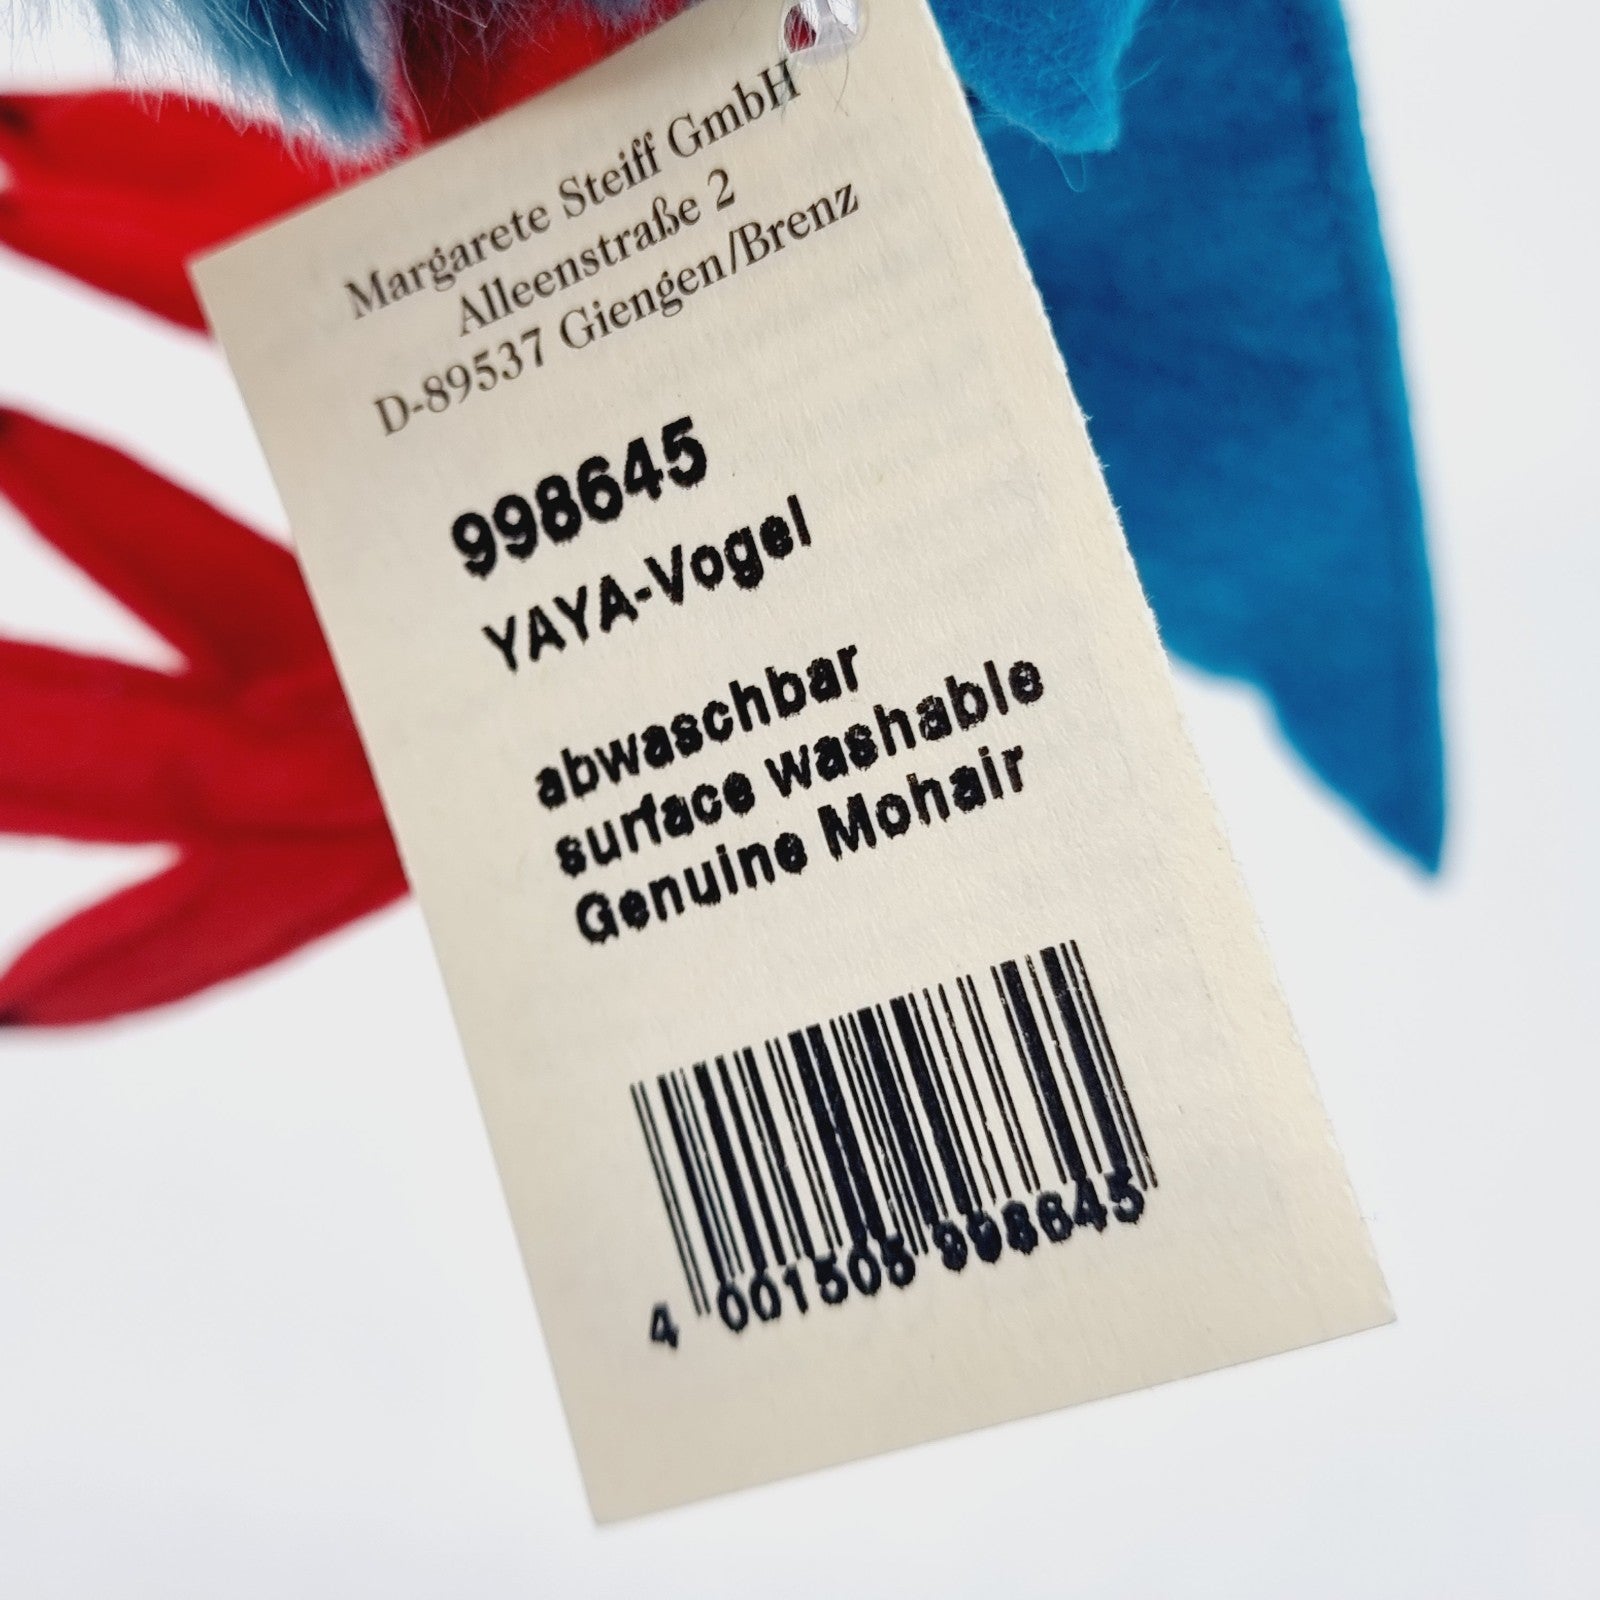 Margarete Steiff GmbH
Alleenstraße 2
D-89537 Giengen/Brenz
998645
YAYA-Vogel
abwaschbar
surface washable
Genuine Mohair
4 001505 998645